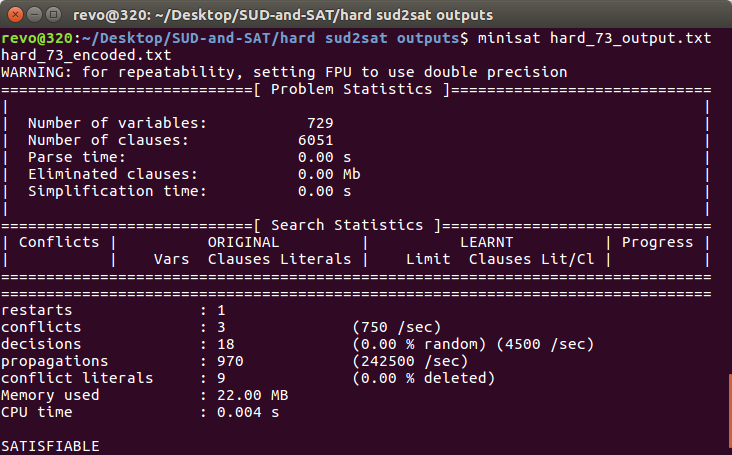 revo@320: ~/Desktop/SUD-and-SAT/hard sud2sat outputs
revo@320:~/Desktop/SUD-and-SAT/hard sud2sat outputs$ minisat hard_73_output.txt
hard_73_encoded.txt
WARNING: for repeatability, setting FPU to use double precision
============================[ Problem Statistics ]=============================
|                                                                             |
|  Number of variables:           729                                         |
|  Number of clauses:            6051                                         |
|  Parse time:                   0.00 s                                       |
|  Eliminated clauses:           0.00 Mb                                      |
|  Simplification time:          0.00 s                                       |
|                                                                             |
============================[ Search Statistics ]==============================
| Conflicts |          ORIGINAL         |          LEARNT          | Progress |
|           |    Vars  Clauses Literals |    Limit  Clauses Lit/Cl |          |
===============================================================================
===============================================================================
restarts              : 1
conflicts             : 3              (750 /sec)
decisions             : 18             (0.00 % random) (4500 /sec)
propagations          : 970            (242500 /sec)
conflict literals     : 9              (0.00 % deleted)
Memory used           : 22.00 MB
CPU time              : 0.004 s
SATISFIABLE